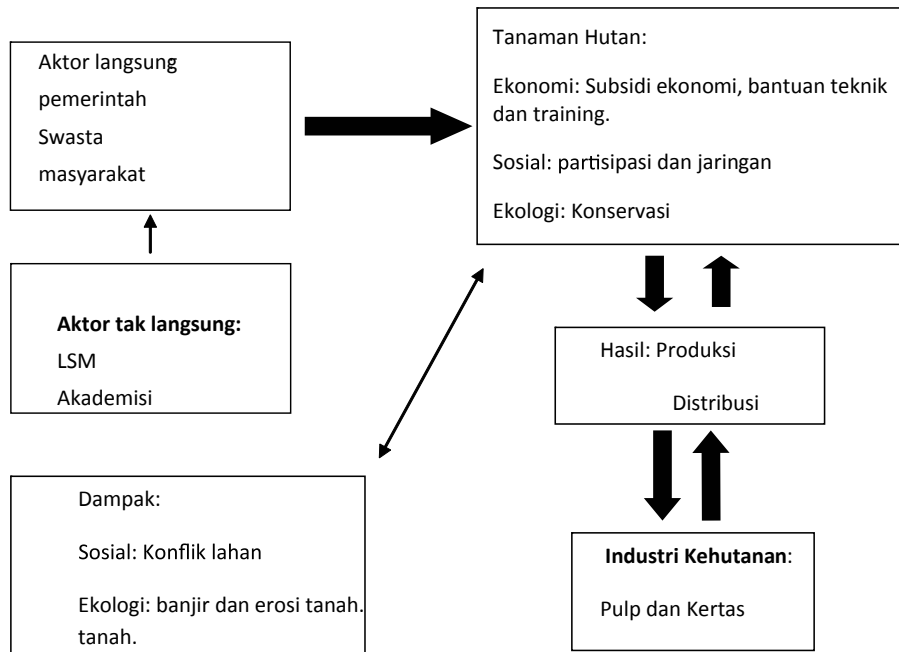 Aktor langsung
pemerintah
Swasta
masyarakat
Tanaman Hutan:
Ekonomi: Subsidi ekonomi, bantuan teknik
dan training.
Sosial: partisipasi dan jaringan
Ekologi: Konservasi
Aktor tak langsung:
LSM
Akademisi
Hasil: Produksi
Distribusi
Dampak:
Sosial: Konflik lahan
Ekologi: banjir dan erosi tanah.
tanah.
Industri Kehutanan:
Pulp dan Kertas